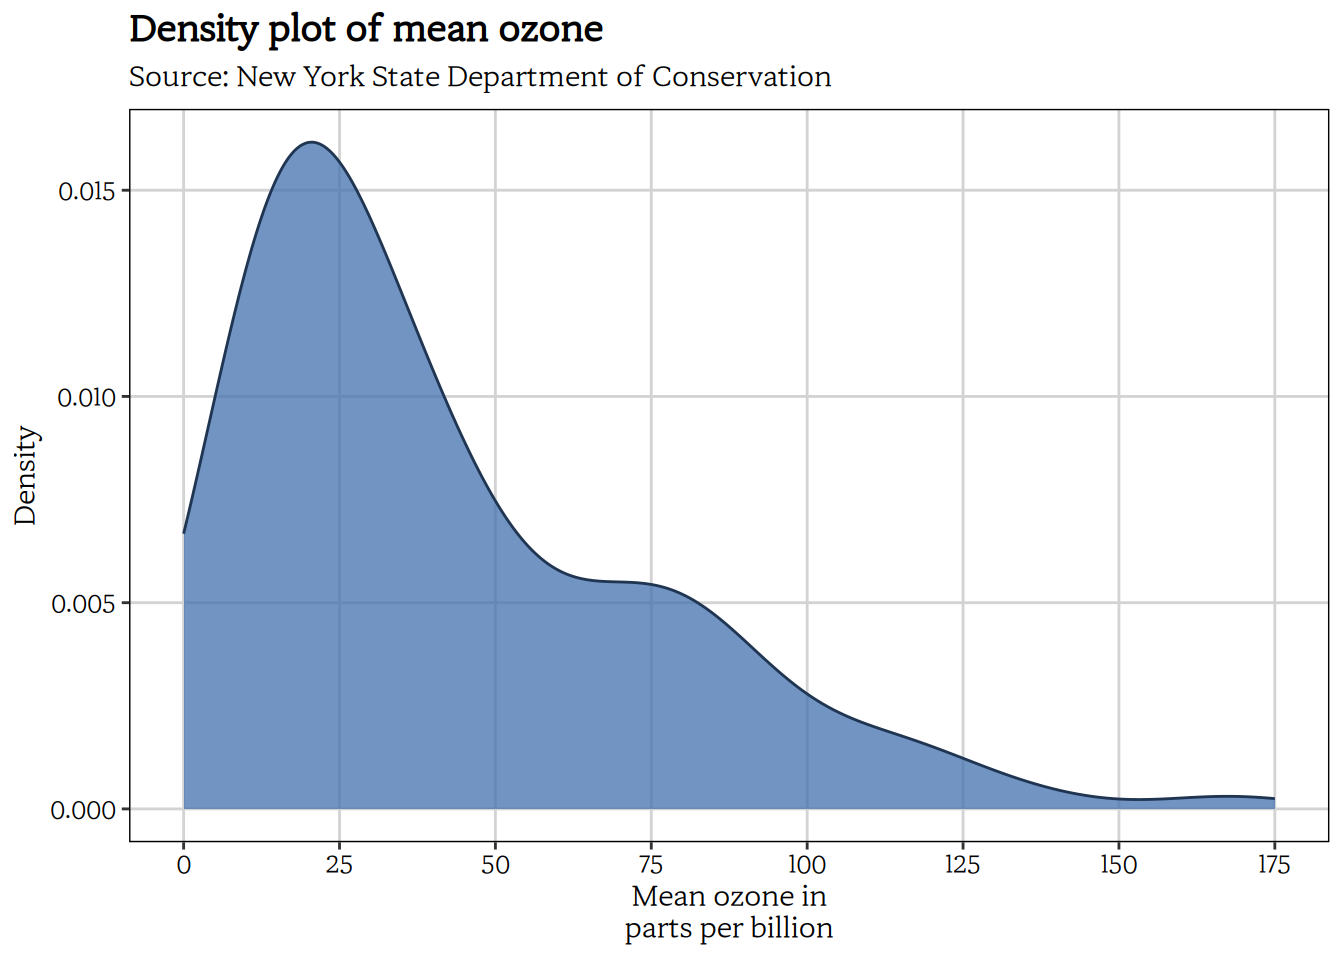 Density plot of mean ozone
Source: New York State Department of Conservation
0.015
0.010
0.005
0.000
Density
0 25 50 75 100 125 150 175
Mean ozone in
parts per billion